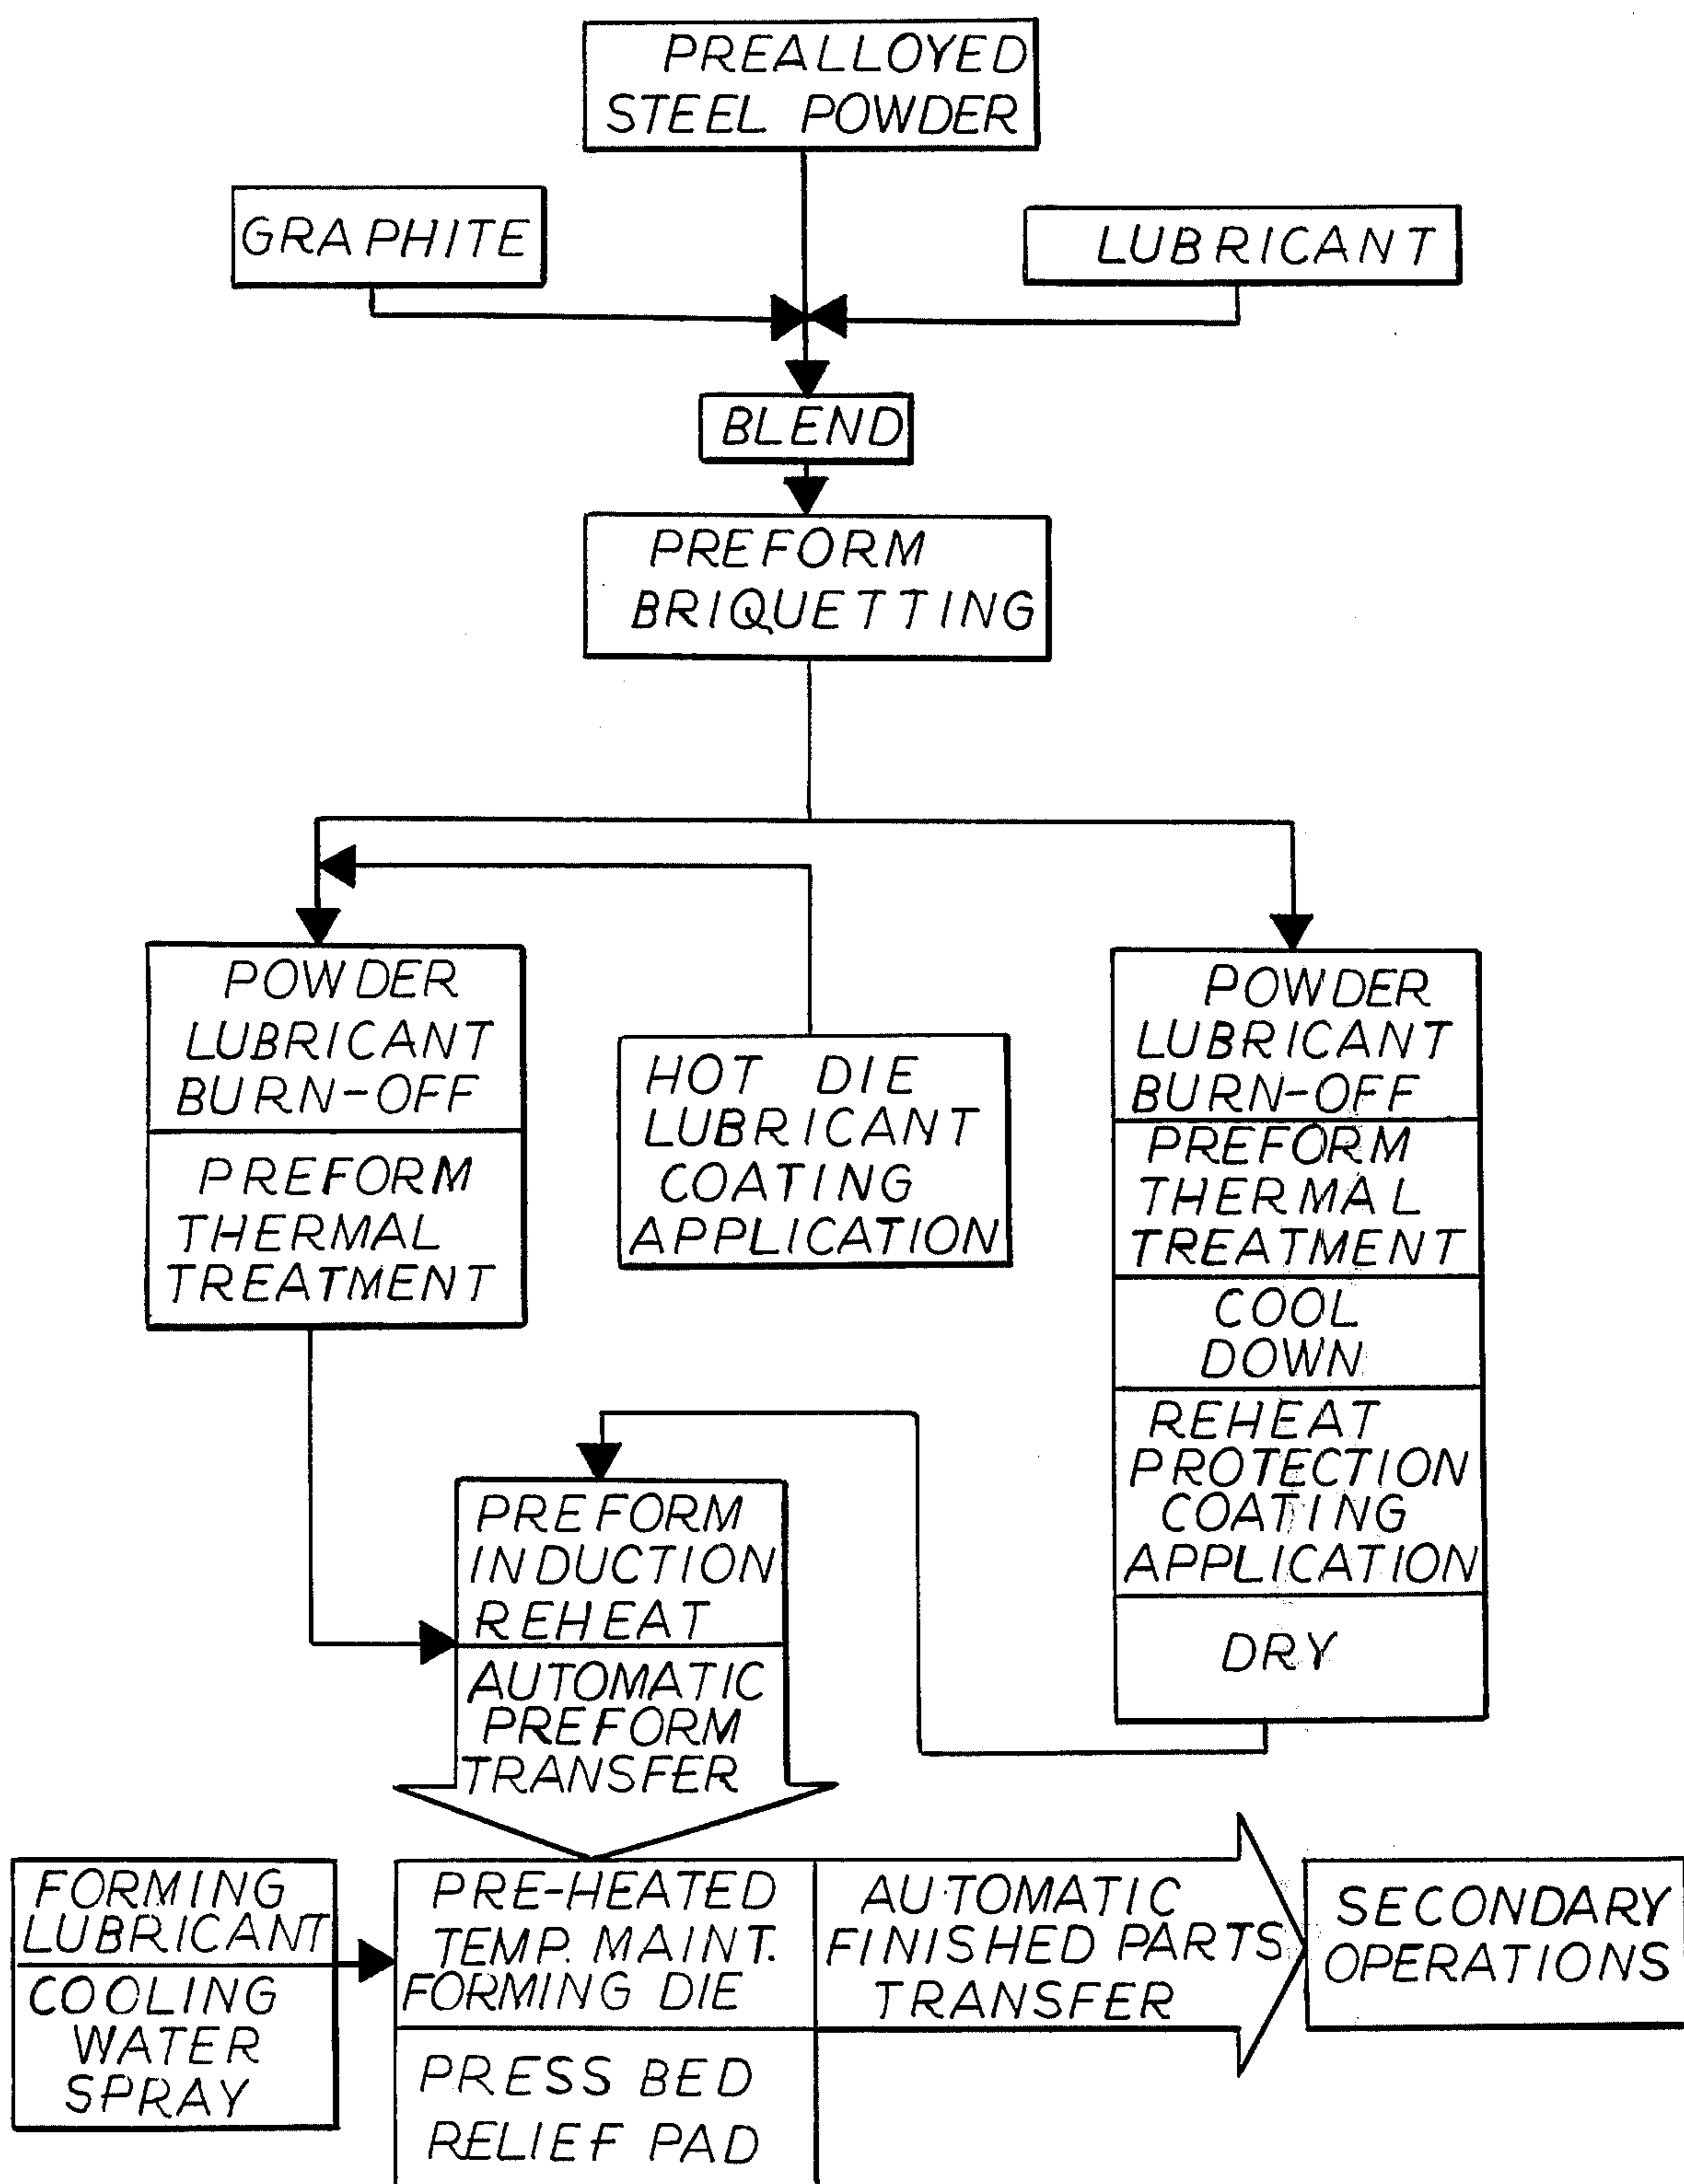 PREALLOYED
STEEL POWDER
GRAPHITE
LUBRICANT
BLEND
PREFORM
BRIQUETTING
POWDER
LUBRICANT
BURN-OFF
PREFORM
THERMAL
TREATMENT
HOT DIE
LUBRICANT
COATING
APPLICATION
POWDER
LUBRICANT
BURN-OFF
PREFORM
THERMAL
TREATMENT
COOL
DOWN
REHEAT
PROTECTION
COATING
APPLICATION
DRY
PREFORM
INDUCTION
REHEAT
AUTOMATIC
PREFORM
TRANSFER
FORMING
LUBRICANT
COOLING
WATER
SPRAY
PRE-HEATED
TEMP. MAINT.
FORMING DIE
PRESS BED
RELIEF PAD
AUTOMATIC
FINISHED PARTS
TRANSFER
SECONDARY
OPERATIONS